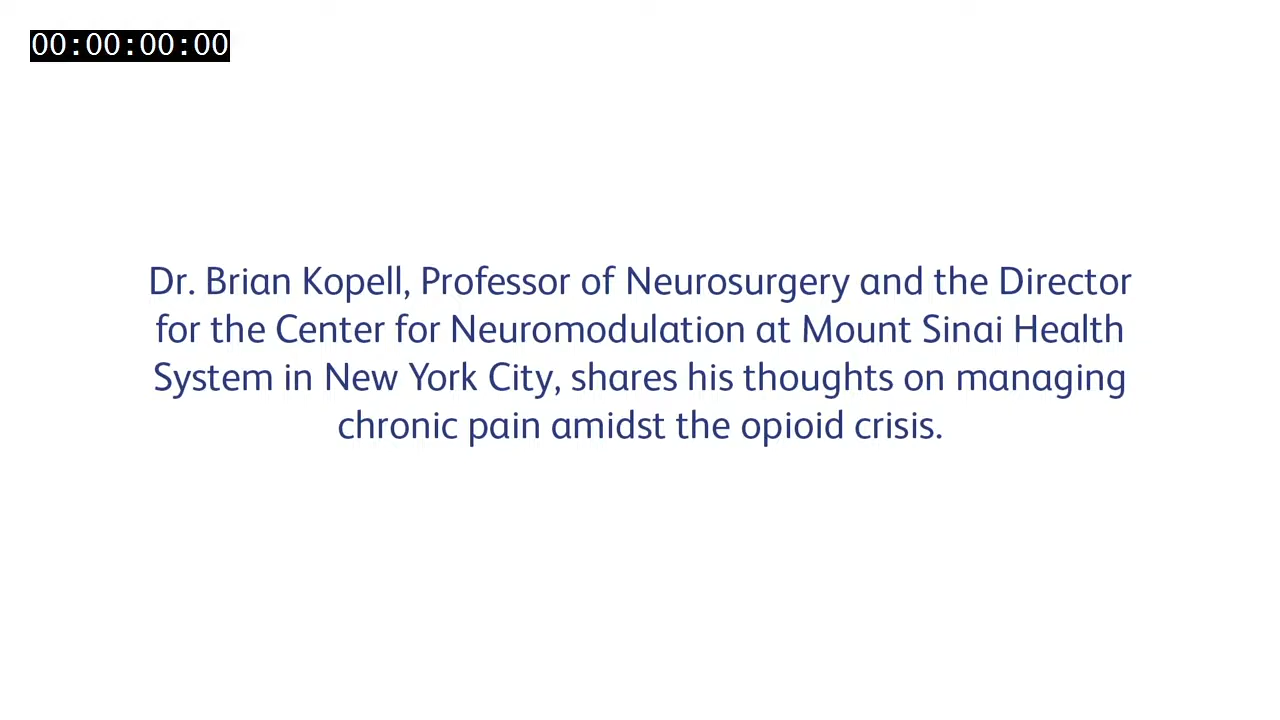 00:00:00:00
Dr. Brian Kopell, Professor of Neurosurgery and the Director
for the Center for Neuromodulation at Mount Sinai Health
System in New York City, shares his thoughts on managing
chronic pain amidst the opioid crisis.